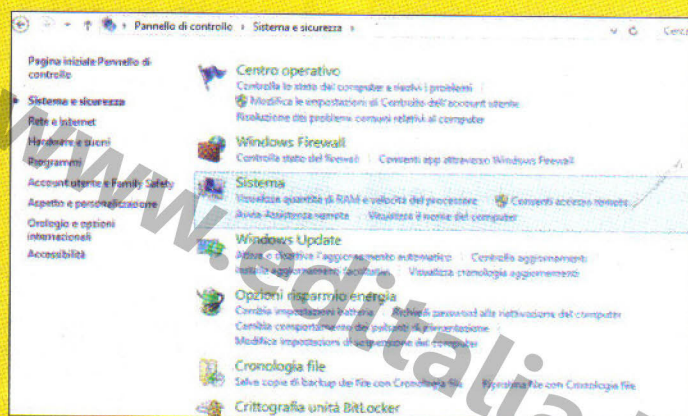 Pannello di controllo Sistema e sicurezza Cerca
Pagina iniziale Pannello di
controllo
Sistema e sicurezza
Rete e Internet
Hardware e suoni
Programmi
Account utente e Family Safety
Aspetto e personalizzazione
Orologio e opzioni
internazionali
Accessibilità
Centro operativo
Controlla lo stato del computer e risolvi i problemi
Modifica le impostazioni di Controllo dell'account utente
Risoluzione dei problemi comuni relativi al computer
Windows Firewall
Controlla stato del firewall Consenti app attraverso Windows Firewall
Sistema
Visualizza quantità di RAM e velocità del processore Consenti accesso remoto
Avvia Assistenza remota Visualizza il nome del computer
Windows Update
Attiva o disattiva l'aggiornamento automatico Controlla aggiornamenti
Installa aggiornamenti facoltativi Visualizza cronologia aggiornamenti
Opzioni risparmio energia
Cambia impostazioni batteria Richiedi password alla riattivazione del computer
Cambia comportamento dei pulsanti di alimentazione
Modifica impostazioni di sospensione del computer
Cronologia file
Salva copie di backup dei file con Cronologia file Ripristina file con Cronologia file
Crittografia unità BitLocker
www.editalia